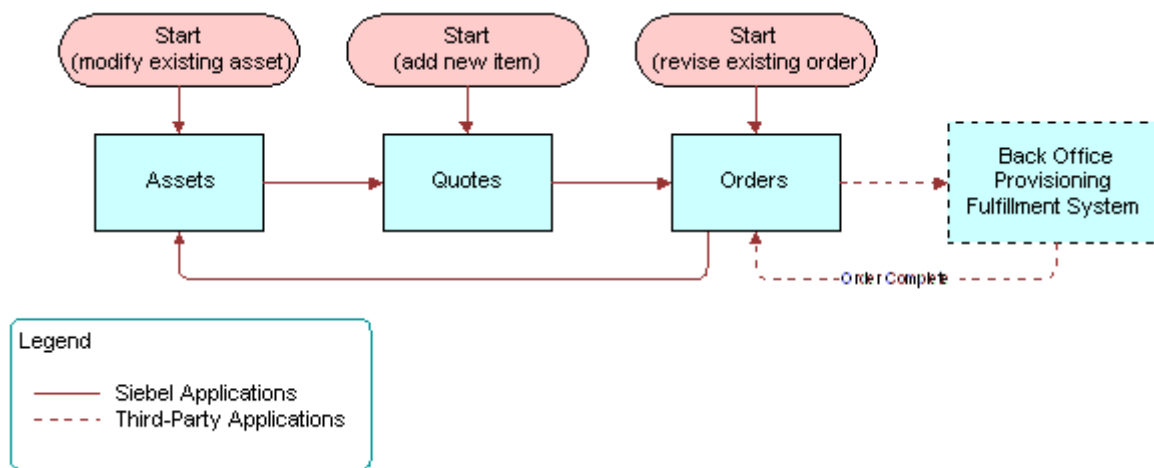 Start
(modify existing asset)
Start
(add new item)
Start
(revise existing order)
Assets
Quotes
Orders
Back Office
Provisioning
Fulfillment System
Order Complete
Legend
Siebel Applications
Third-Party Applications